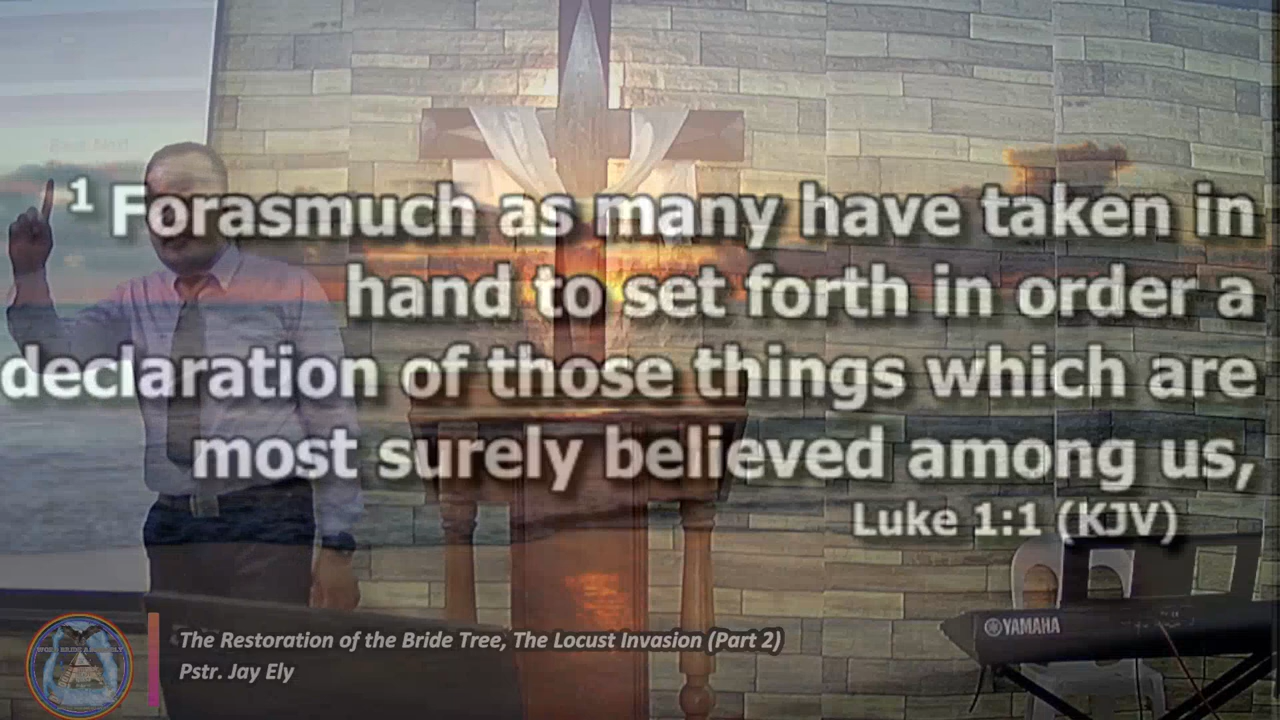 ¹ Forasmuch as many have taken in
hand to set forth in order a
declaration of those things which are
most surely believed among us,
Luke 1:1 (KJV)
YAMAHA
The Restoration of the Bride Tree, The Locust Invasion (Part 2)
Pstr. Jay Ely